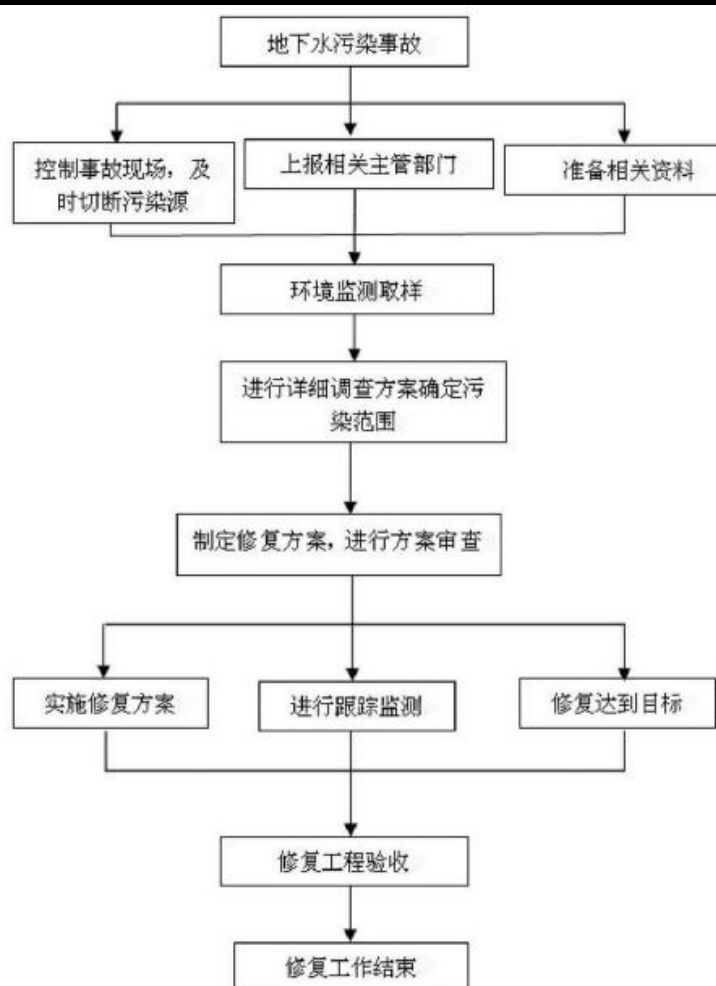 地下水污染事故
控制事故现场，及
时切断污染源
上报相关主管部门
准备相关资料
环境监测取样
进行详细调查方案确定污
染范围
制定修复方案，进行方案审查
实施修复方案
进行跟踪监测
修复达到目标
修复工程验收
修复工作结束